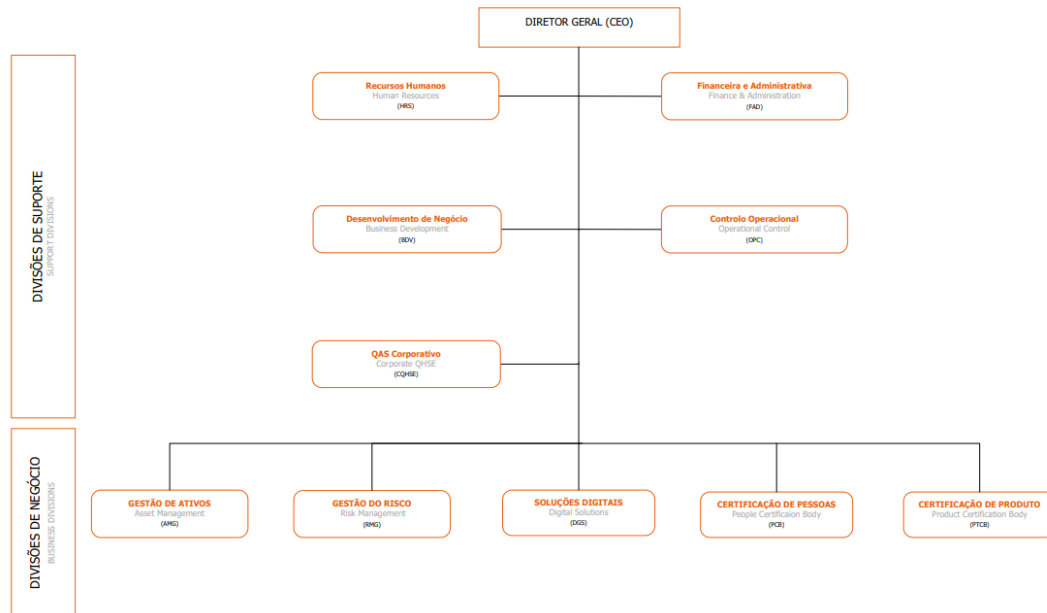 DIRETOR GERAL (CEO)
DIVISÕES DE SUPORTE
SUPPORT DIVISIONS
Recursos Humanos
Human Resources
(HRS)
Financeira e Administrativa
Finance & Administration
(FAD)
Desenvolvimento de Negócio
Business Development
(BDV)
Controlo Operacional
Operational Control
(OPC)
QAS Corporativo
Corporate QHSE
(CQHSE)
DIVISÕES DE NEGÓCIO
BUSINESS DIVISIONS
GESTÃO DE ATIVOS
Asset Management
(AMG)
GESTÃO DO RISCO
Risk Management
(RMG)
SOLUÇÕES DIGITAIS
Digital Solutions
(DGS)
CERTIFICAÇÃO DE PESSOAS
People Certificaion Body
(PCB)
CERTIFICAÇÃO DE PRODUTO
Product Certification Body
(PTCB)